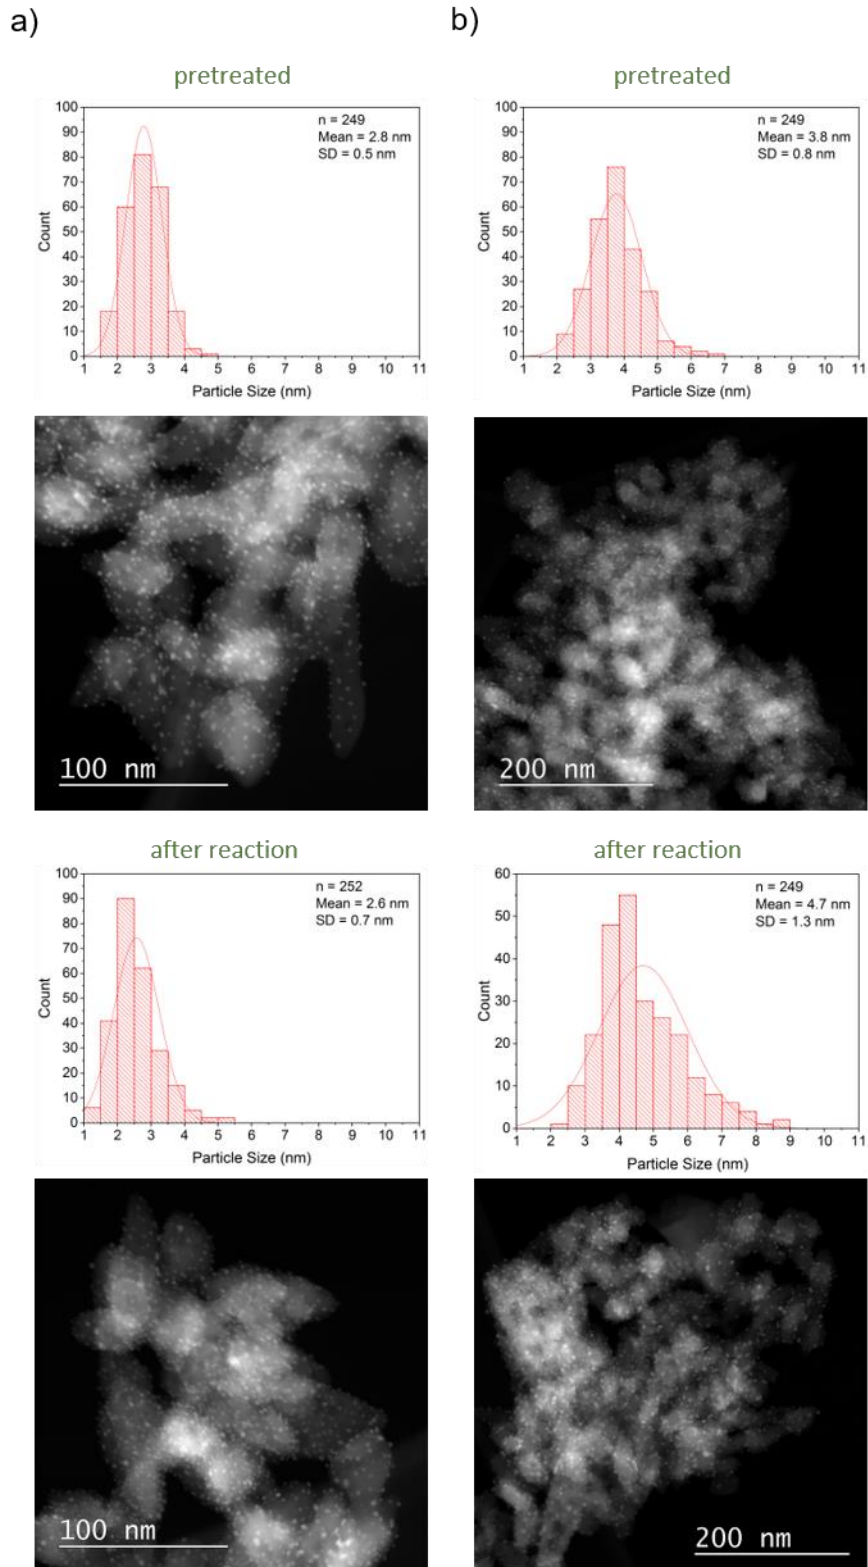 a)
pretreated
100
90
80
70
60
50
40
30
20
10
0
Count
n = 249
Mean = 2.8 nm
SD = 0.5 nm
1 2 3 4 5 6 7 8 9 10 11
Particle Size (nm)
100 nm
after reaction
100
90
80
70
60
50
40
30
20
10
0
Count
n = 252
Mean = 2.6 nm
SD = 0.7 nm
1 2 3 4 5 6 7 8 9 10 11
Particle Size (nm)
100 nm
b)
pretreated
100
90
80
70
60
50
40
30
20
10
0
Count
n = 249
Mean = 3.8 nm
SD = 0.8 nm
1 2 3 4 5 6 7 8 9 10 11
Particle Size (nm)
200 nm
after reaction
60
50
40
30
20
10
0
Count
n = 249
Mean = 4.7 nm
SD = 1.3 nm
1 2 3 4 5 6 7 8 9 10 11
Particle Size (nm)
200 nm